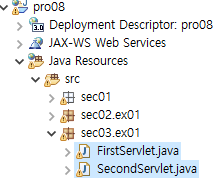 pro08
Deployment Descriptor: pro08
JAX-WS Web Services
Java Resources
src
sec01
sec02.ex01
sec03.ex01
FirstServlet.java
SecondServlet.java